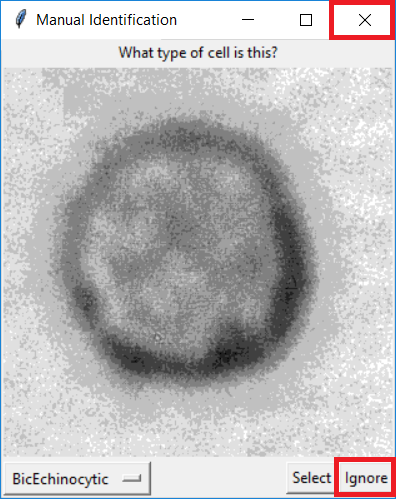 Manual Identification
What type of cell is this?
BicEchinocytic
Select Ignore